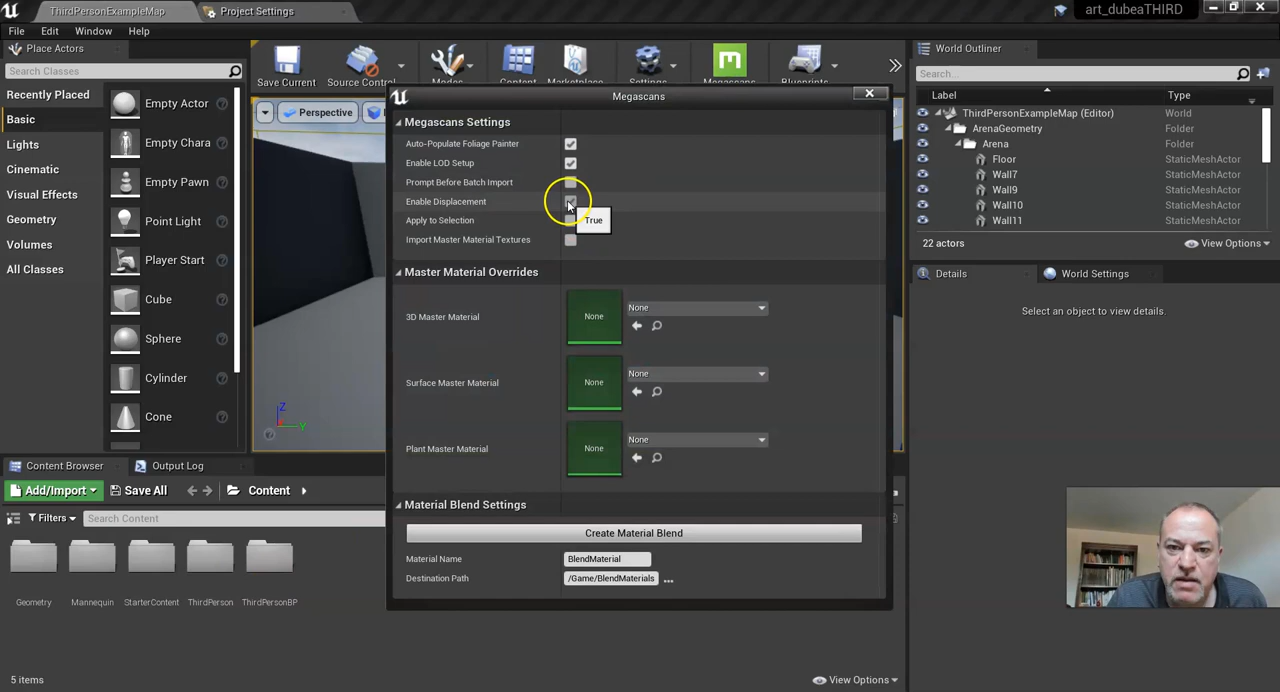 ThirdPersonExampleMap
Project Settings
art_dubeaTHIRD
File
Edit
Window
Help
Place Actors
Search Classes
Recently Placed
Basic
Lights
Cinematic
Visual Effects
Geometry
Volumes
All Classes
Empty Actor
Empty Chara
Empty Pawn
Point Light
Player Start
Cube
Sphere
Cylinder
Cone
Save Current
Source Control
Modes
Content
Marketplace
Settings
Megascans
Blueprints
Perspective
Z
Y
Megascans
Megascans Settings
Auto-Populate Foliage Painter
Enable LOD Setup
Prompt Before Batch Import
Enable Displacement
True
Apply to Selection
Import Master Material Textures
Master Material Overrides
3D Master Material
None
None
Surface Master Material
None
None
Plant Master Material
None
None
Material Blend Settings
Create Material Blend
Material Name
BlendMaterial
Destination Path
/Game/BlendMaterials
World Outliner
Search...
Label
Type
ThirdPersonExampleMap (Editor)
World
ArenaGeometry
Folder
Arena
Folder
Floor
StaticMeshActor
Wall7
StaticMeshActor
Wall9
StaticMeshActor
Wall10
StaticMeshActor
Wall11
StaticMeshActor
22 actors
View Options
Details
World Settings
Select an object to view details.
Content Browser
Output Log
Add/Import
Save All
Content
Filters
Search Content
Geometry
Mannequin
StarterContent
ThirdPerson
ThirdPersonBP
5 items
View Options